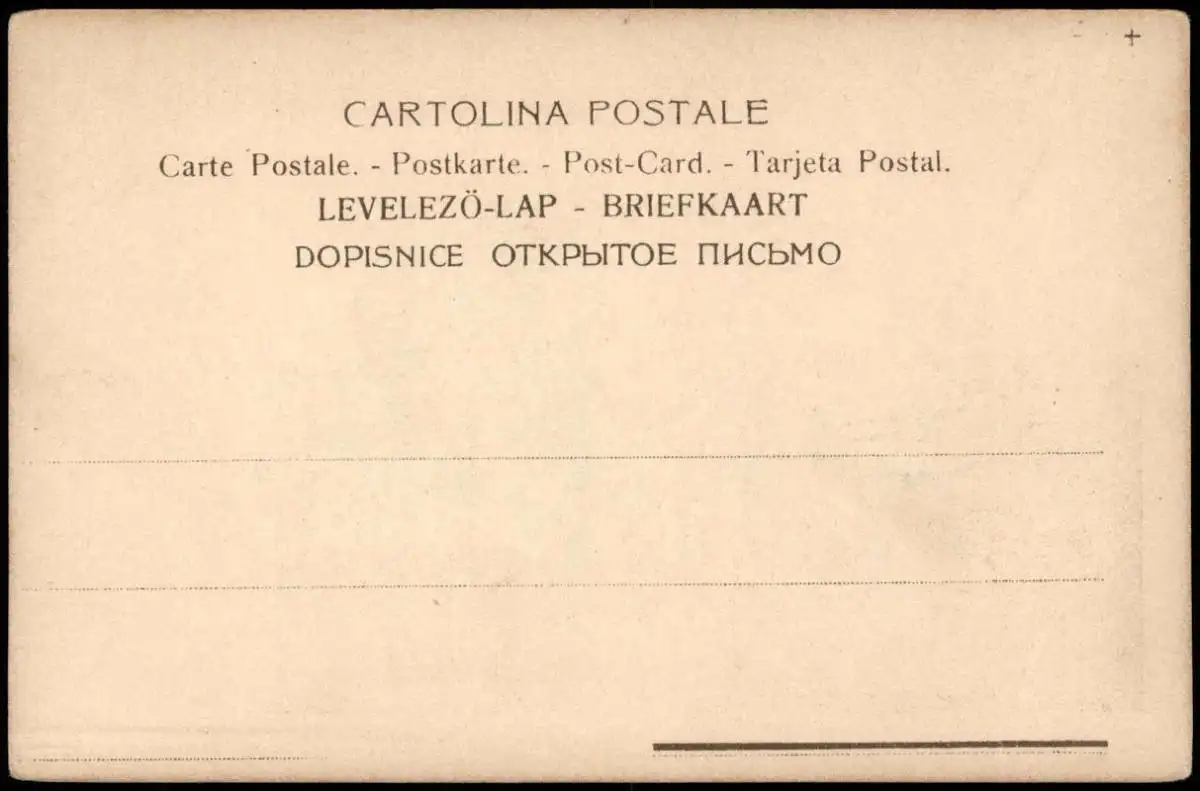 CARTOLINA POSTALE
Carte Postale. - Postkarte. - Post-Card. - Tarjeta Postal.
LEVELEZÖ-LAP - BRIEFKAART
DOPISNICE ОТКРЫТОЕ ПИСЬМО